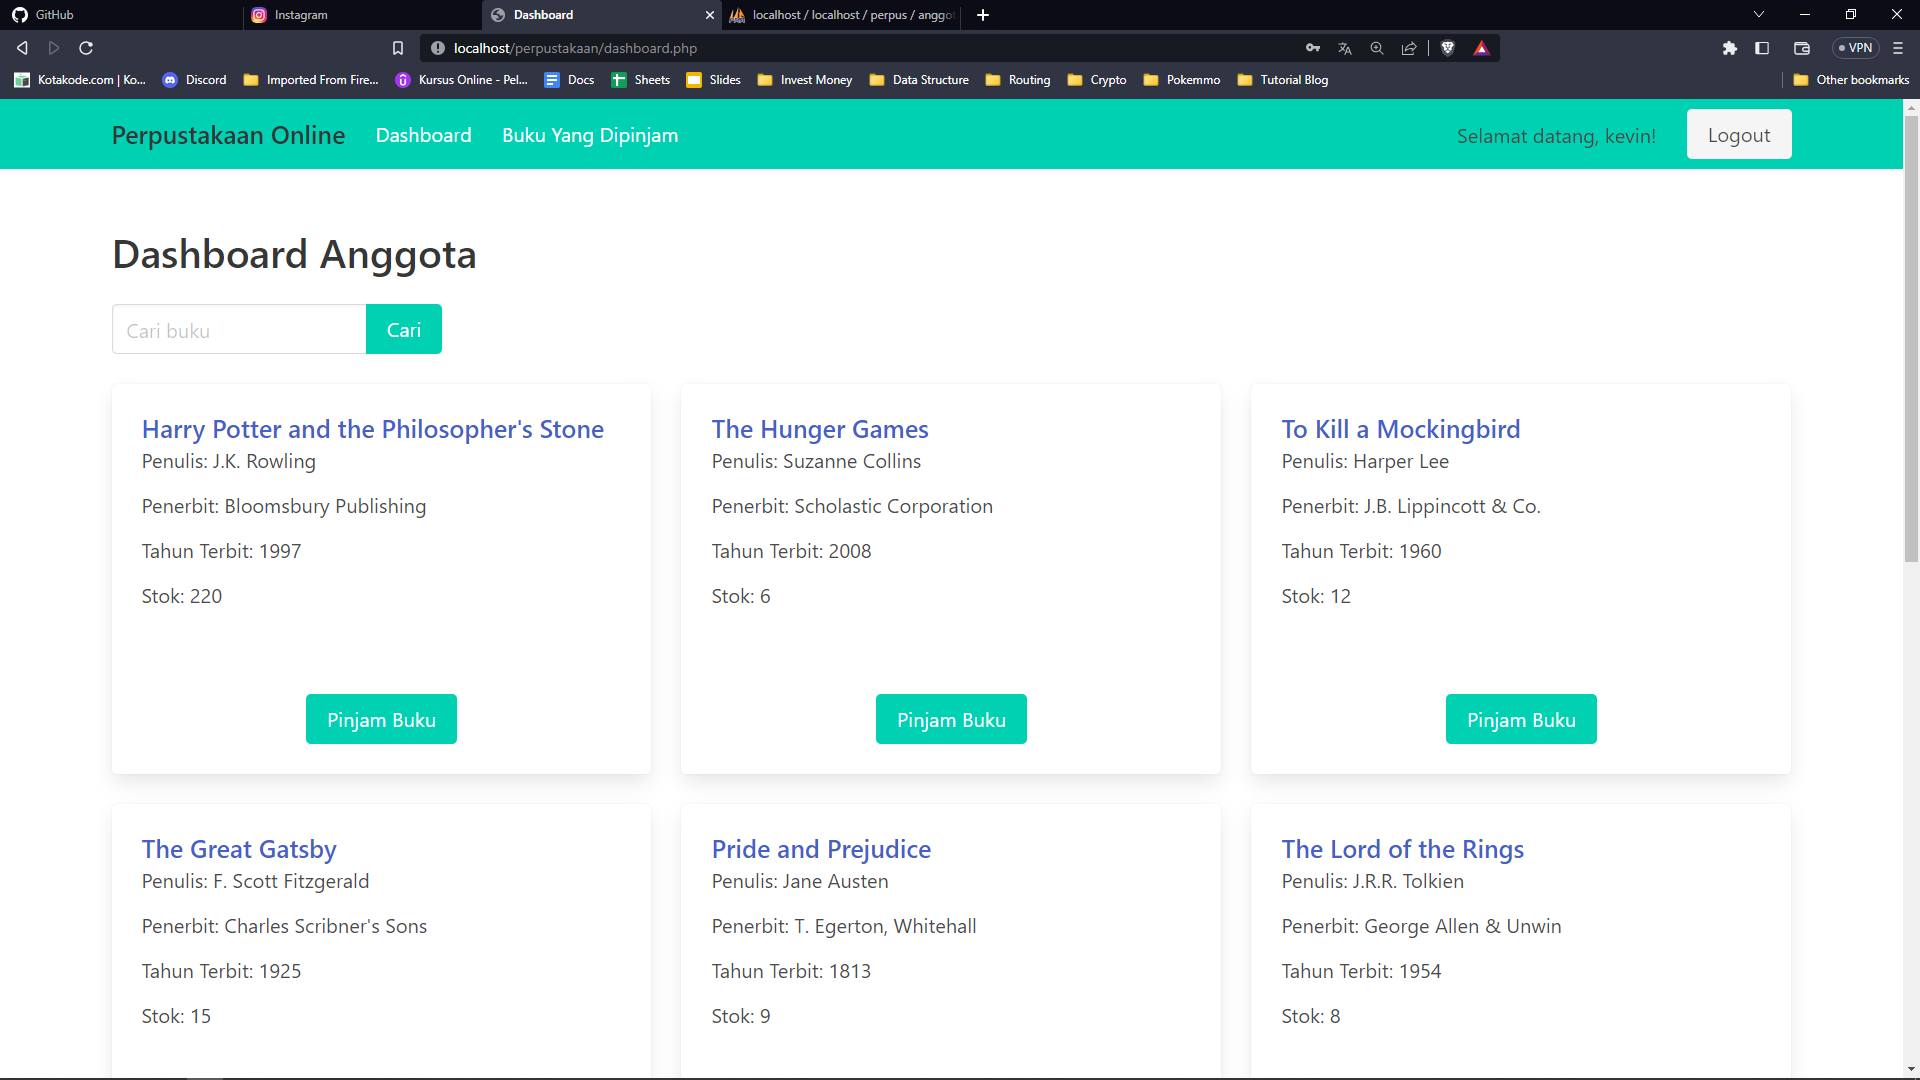 GitHub
Instagram
Dashboard
localhost / localhost / perpus / anggo
localhost/perpustakaan/dashboard.php
VPN
Kotakode.com | Ko...
Discord
Imported From Fire...
Kursus Online - Pel...
Docs
Sheets
Slides
Invest Money
Data Structure
Routing
Crypto
Pokemmo
Tutorial Blog
Other bookmarks
Perpustakaan Online
Dashboard
Buku Yang Dipinjam
Selamat datang, kevin!
Logout
Dashboard Anggota
Cari buku
Cari
Harry Potter and the Philosopher's Stone
Penulis: J.K. Rowling
Penerbit: Bloomsbury Publishing
Tahun Terbit: 1997
Stok: 220
Pinjam Buku
The Hunger Games
Penulis: Suzanne Collins
Penerbit: Scholastic Corporation
Tahun Terbit: 2008
Stok: 6
Pinjam Buku
To Kill a Mockingbird
Penulis: Harper Lee
Penerbit: J.B. Lippincott & Co.
Tahun Terbit: 1960
Stok: 12
Pinjam Buku
The Great Gatsby
Penulis: F. Scott Fitzgerald
Penerbit: Charles Scribner's Sons
Tahun Terbit: 1925
Stok: 15
Pride and Prejudice
Penulis: Jane Austen
Penerbit: T. Egerton, Whitehall
Tahun Terbit: 1813
Stok: 9
The Lord of the Rings
Penulis: J.R.R. Tolkien
Penerbit: George Allen & Unwin
Tahun Terbit: 1954
Stok: 8